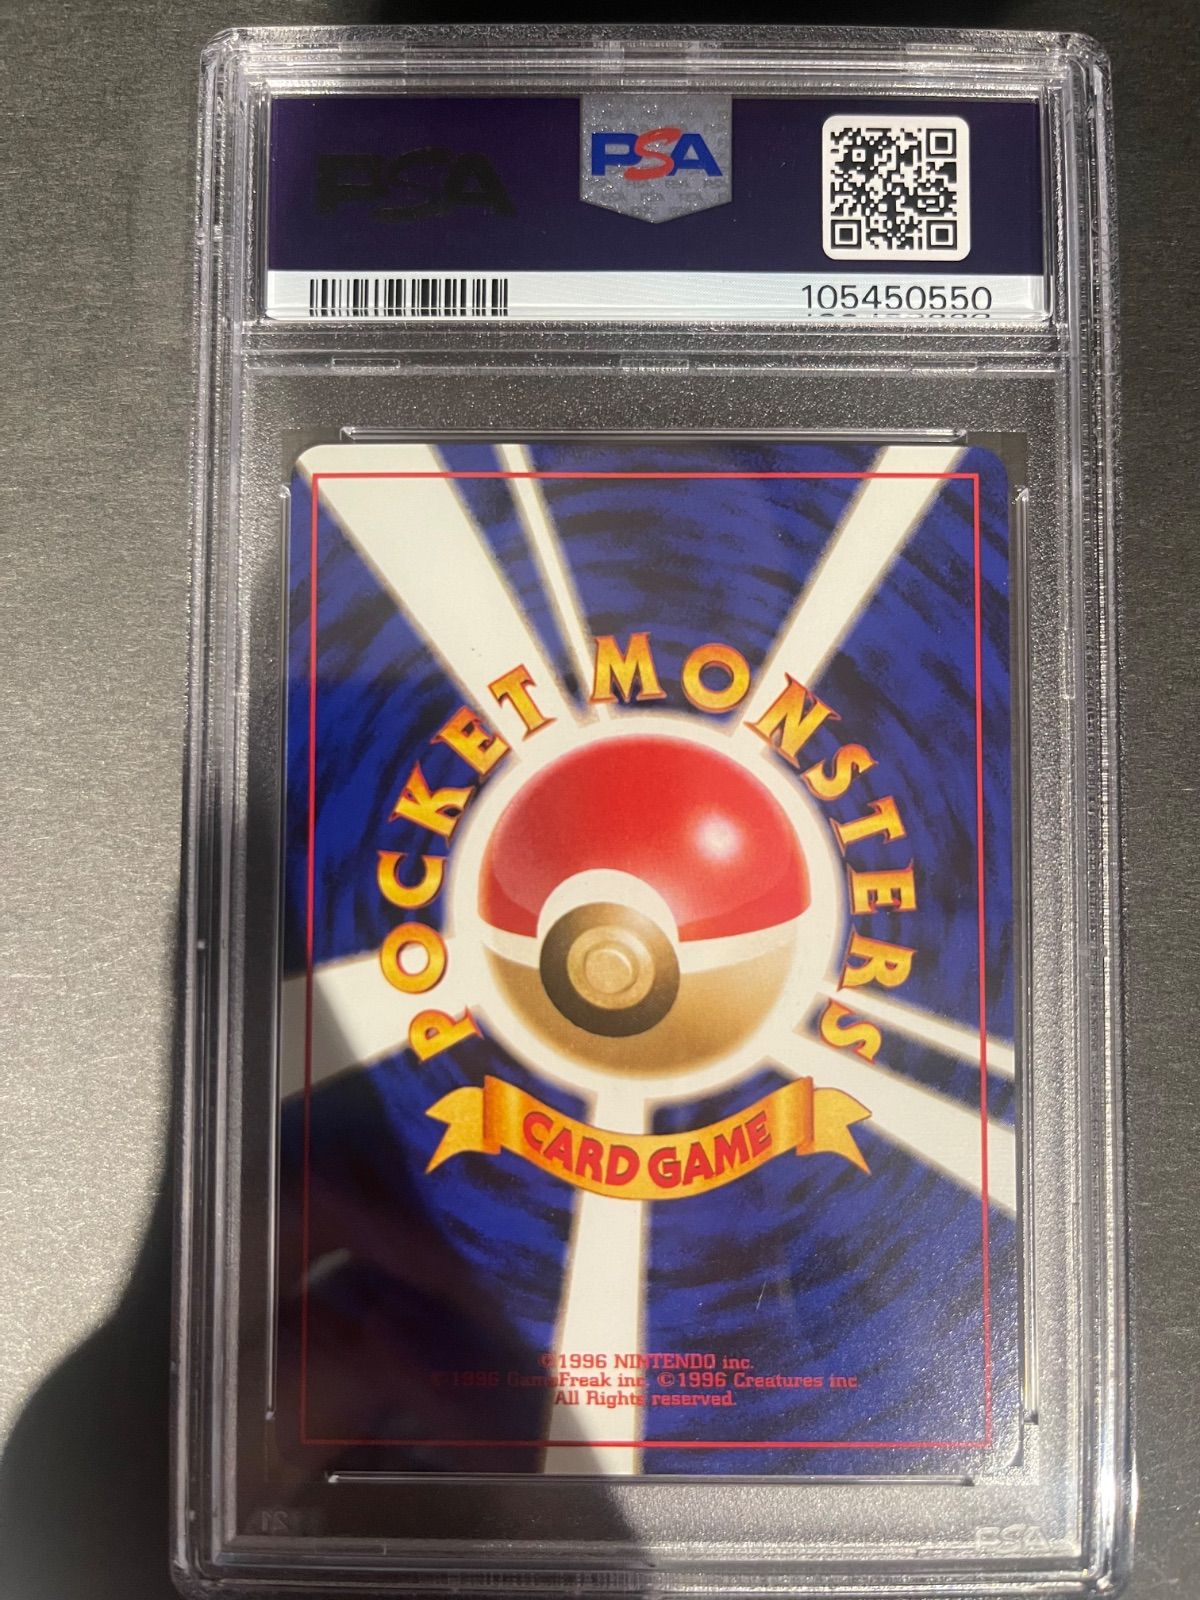 PSA
PSA
105450550
POCKET MONSTERS
CARD GAME
©1996 NINTENDO inc.
©1996 GameFreak inc. ©1996 Creatures inc.
All Rights reserved.
PSA